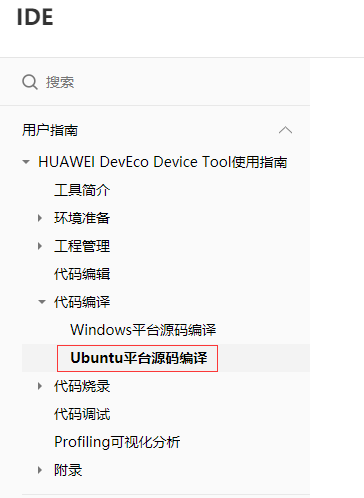 IDE
搜索
用户指南
HUAWEI DevEco Device Tool使用指南
工具简介
环境准备
工程管理
代码编辑
代码编译
Windows平台源码编译
Ubuntu平台源码编译
代码烧录
代码调试
Profiling可视化分析
附录